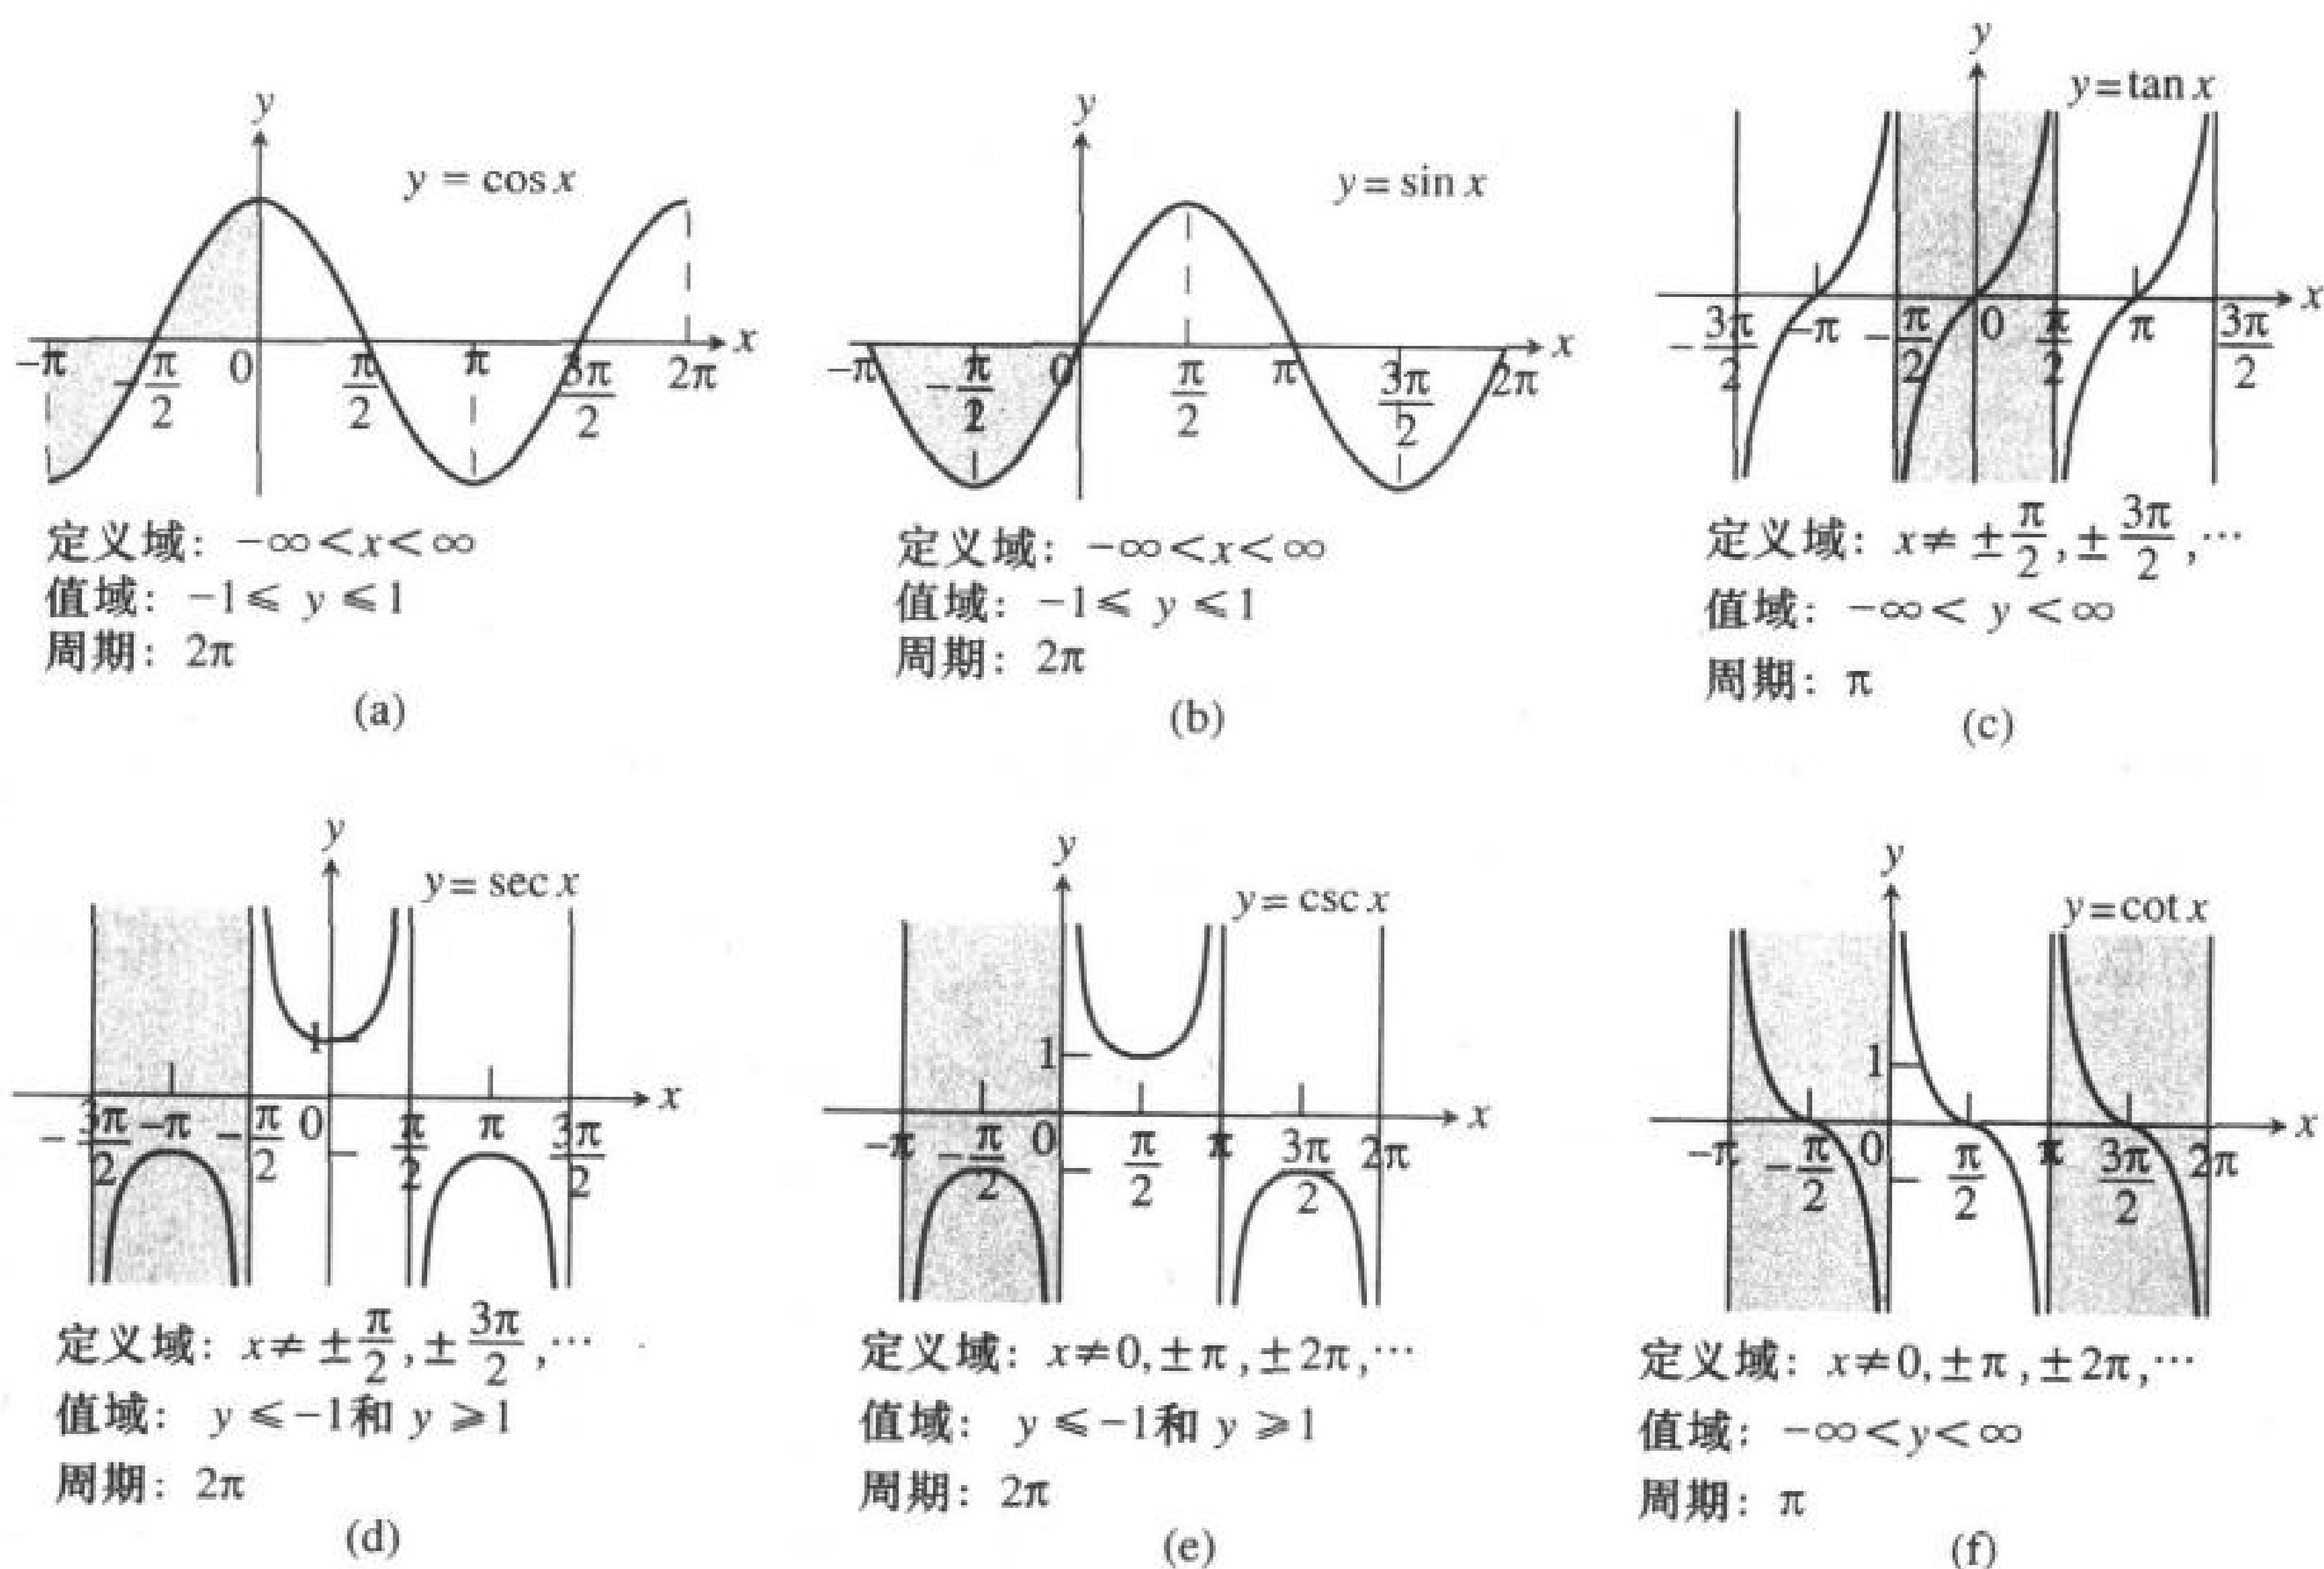 y
y = cos x
x
−π
−π/2
0
π/2
π
3π/2
2π
定义域：−∞<x<∞
值域：−1⩽ y ⩽1
周期：2π
(a)
y
y= sin x
x
−π
−π/2
0
π/2
π
3π/2
2π
定义域：−∞<x<∞
值域：−1⩽ y ⩽1
周期：2π
(b)
y
y=tan x
x
−3π/2
−π
−π/2
0
π/2
π
3π/2
定义域：x≠ ±π/2,±3π/2,⋯
值域：−∞< y <∞
周期：π
(c)
y
y= sec x
1
x
−3π/2
−π
−π/2
0
π/2
π
3π/2
定义域：x≠ ±π/2,±3π/2,⋯
值域：y ⩽−1和 y ⩾1
周期：2π
(d)
y
y= csc x
1
x
−π
−π/2
0
π/2
π
3π/2
2π
定义域：x≠0,±π,±2π,⋯
值域：y ⩽−1和 y ⩾1
周期：2π
(e)
y
y=cot x
1
x
−π
−π/2
0
π/2
π
3π/2
2π
定义域：x≠0,±π,±2π,⋯
值域：−∞<y<∞
周期：π
(f)